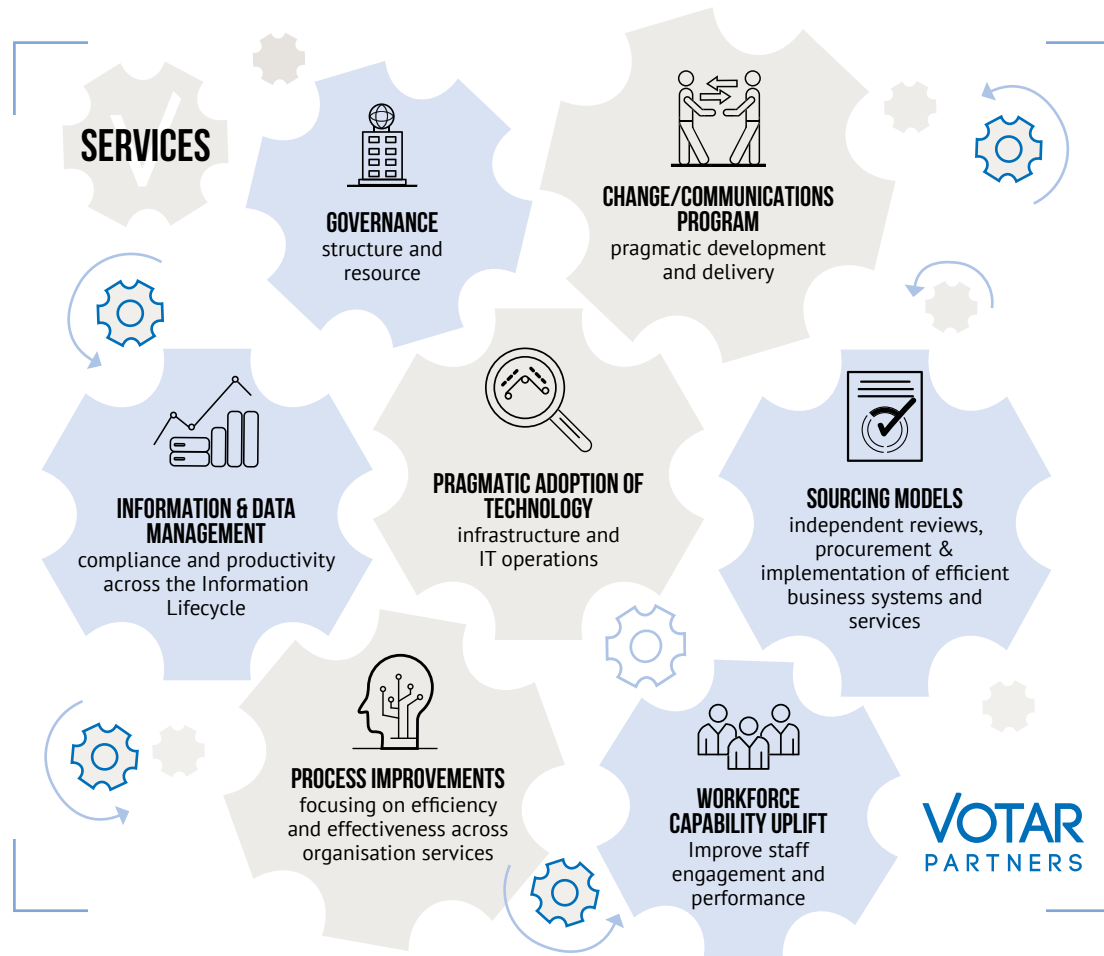 SERVICES
GOVERNANCE
structure and
resource
CHANGE/COMMUNICATIONS
PROGRAM
pragmatic development
and delivery
INFORMATION & DATA
MANAGEMENT
compliance and productivity
across the Information
Lifecycle
PRAGMATIC ADOPTION OF
TECHNOLOGY
infrastructure and
IT operations
SOURCING MODELS
independent reviews,
procurement &
implementation of efficient
business systems and
services
PROCESS IMPROVEMENTS
focusing on efficiency
and effectiveness across
organisation services
WORKFORCE
CAPABILITY UPLIFT
Improve staff
engagement and
performance
VOTAR
PARTNERS